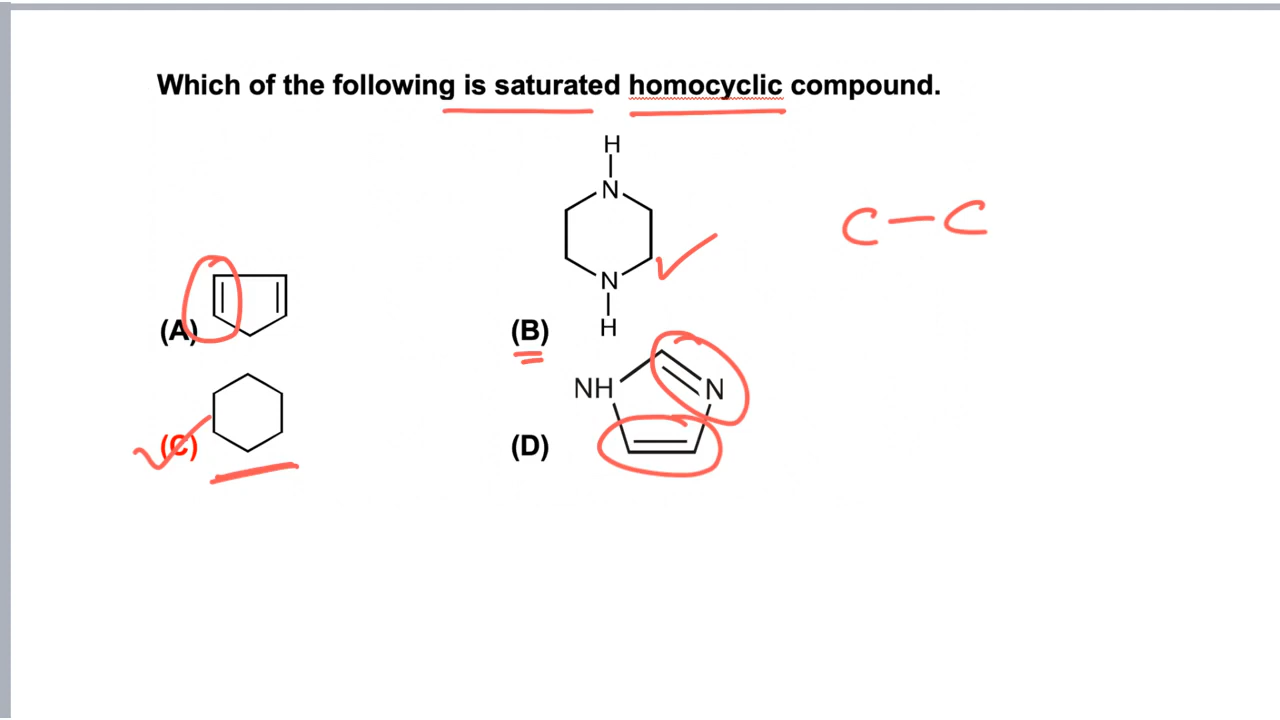 Which of the following is saturated homocyclic compound.
H
N
C – C
N
(A)
(B)
H
NH
N
(C)
(D)